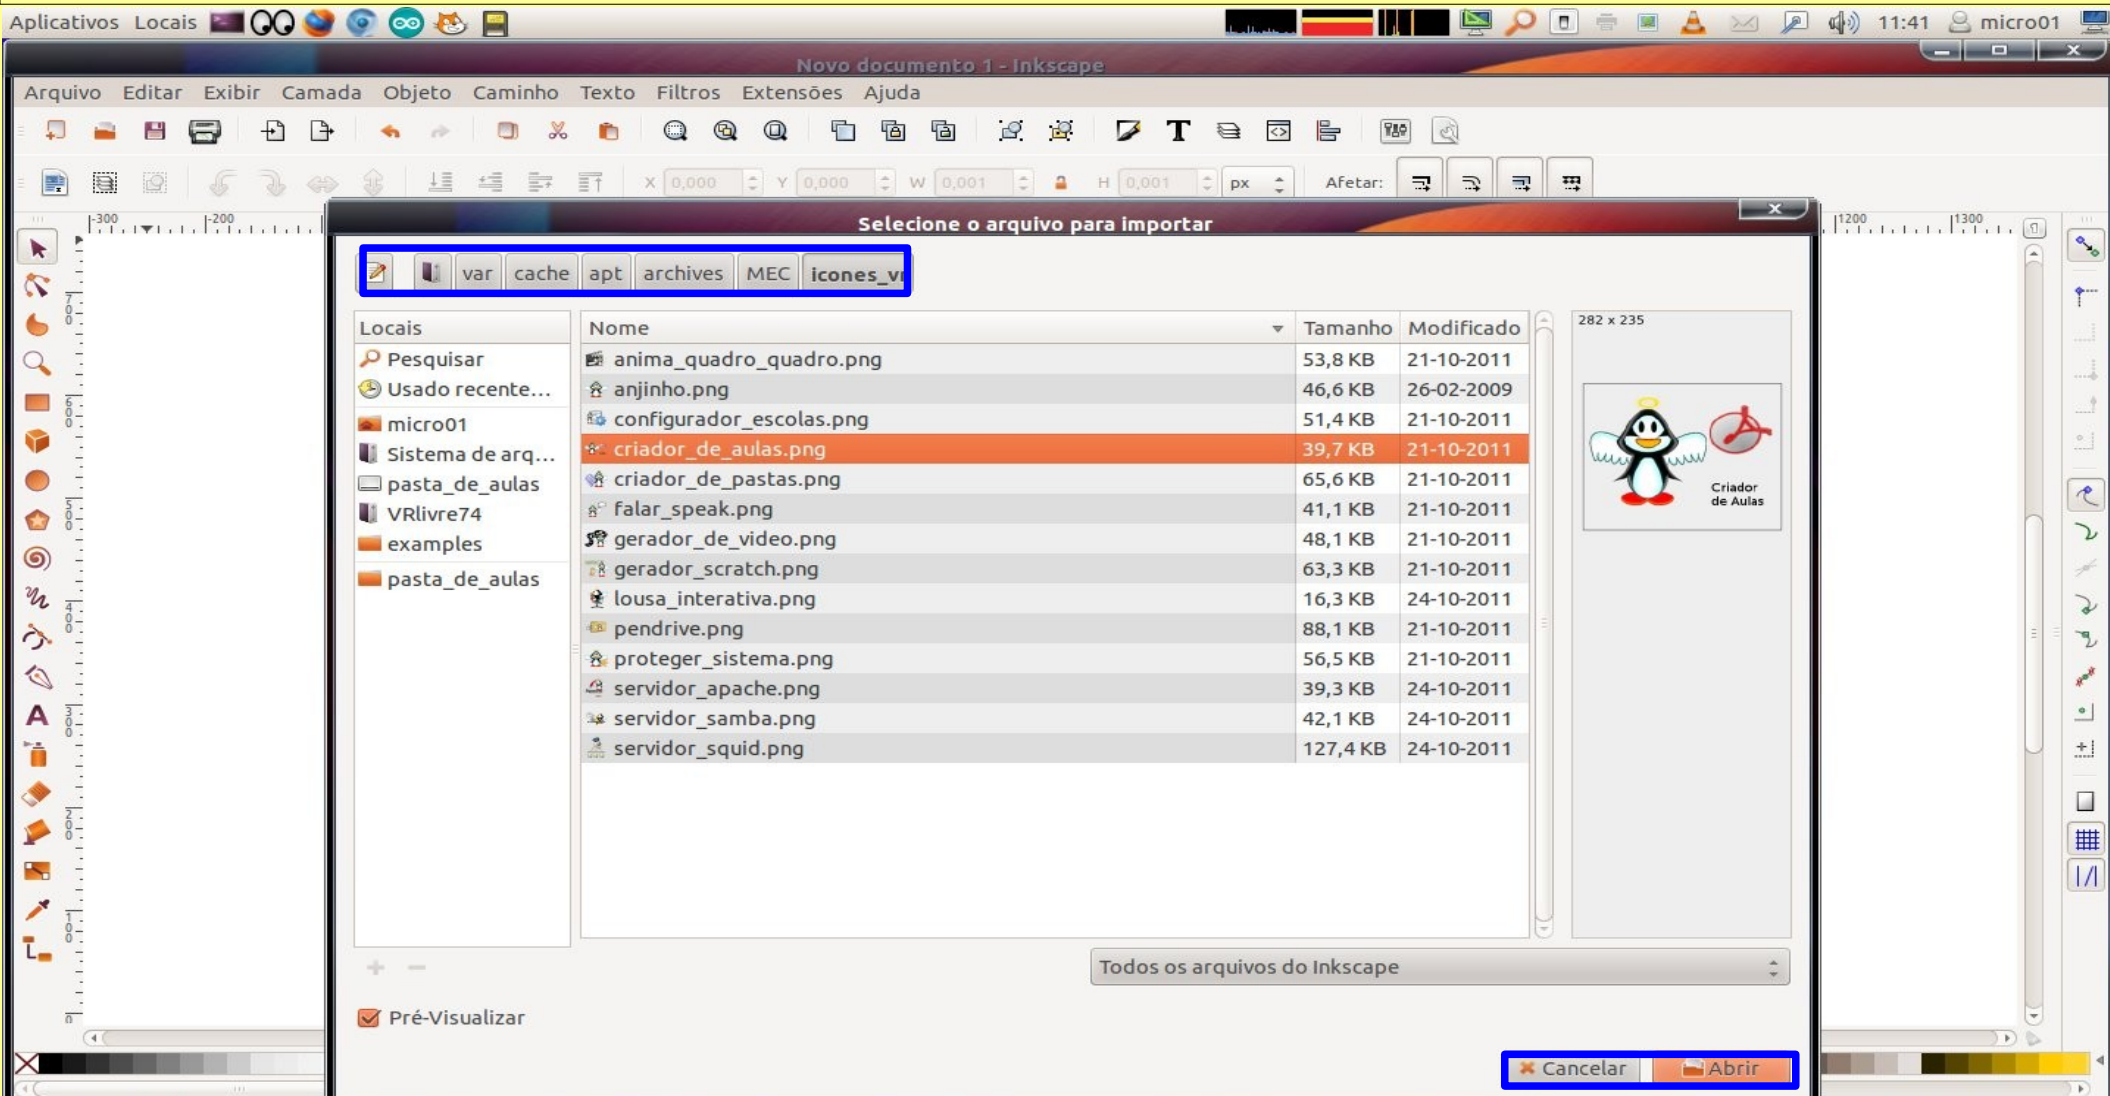 Aplicativos Locais 11:41 micro01
Novo documento 1 - Inkscape
Arquivo Editar Exibir Camada Objeto Caminho Texto Filtros Extensões Ajuda
X 0,000 Y 0,000 W 0,001 H 0,001 px Afetar:
-300 -200 1200 1300
Selecione o arquivo para importar
var cache apt archives MEC
Locais
Pesquisar
Usado recente...
micro01
Sistema de arq...
pasta_de_aulas
VRlivre74
examples
pasta_de_aulas
Nome Tamanho Modificado
anima_quadro_quadro.png 53,8 KB 21-10-2011
anjinho.png 46,6 KB 26-02-2009
configurador_escolas.png 51,4 KB 21-10-2011
criador_de_aulas.png 39,7 KB 21-10-2011
criador_de_pastas.png 65,6 KB 21-10-2011
falar_speak.png 41,1 KB 21-10-2011
gerador_de_video.png 48,1 KB 21-10-2011
gerador_scratch.png 63,3 KB 21-10-2011
lousa_interativa.png 16,3 KB 24-10-2011
pendrive.png 88,1 KB 21-10-2011
proteger_sistema.png 56,5 KB 21-10-2011
servidor_apache.png 39,3 KB 24-10-2011
servidor_samba.png 42,1 KB 24-10-2011
servidor_squid.png 127,4 KB 24-10-2011
282 x 235
Criador
de Aulas
Todos os arquivos do Inkscape
Pré-Visualizar
Cancelar Abrir